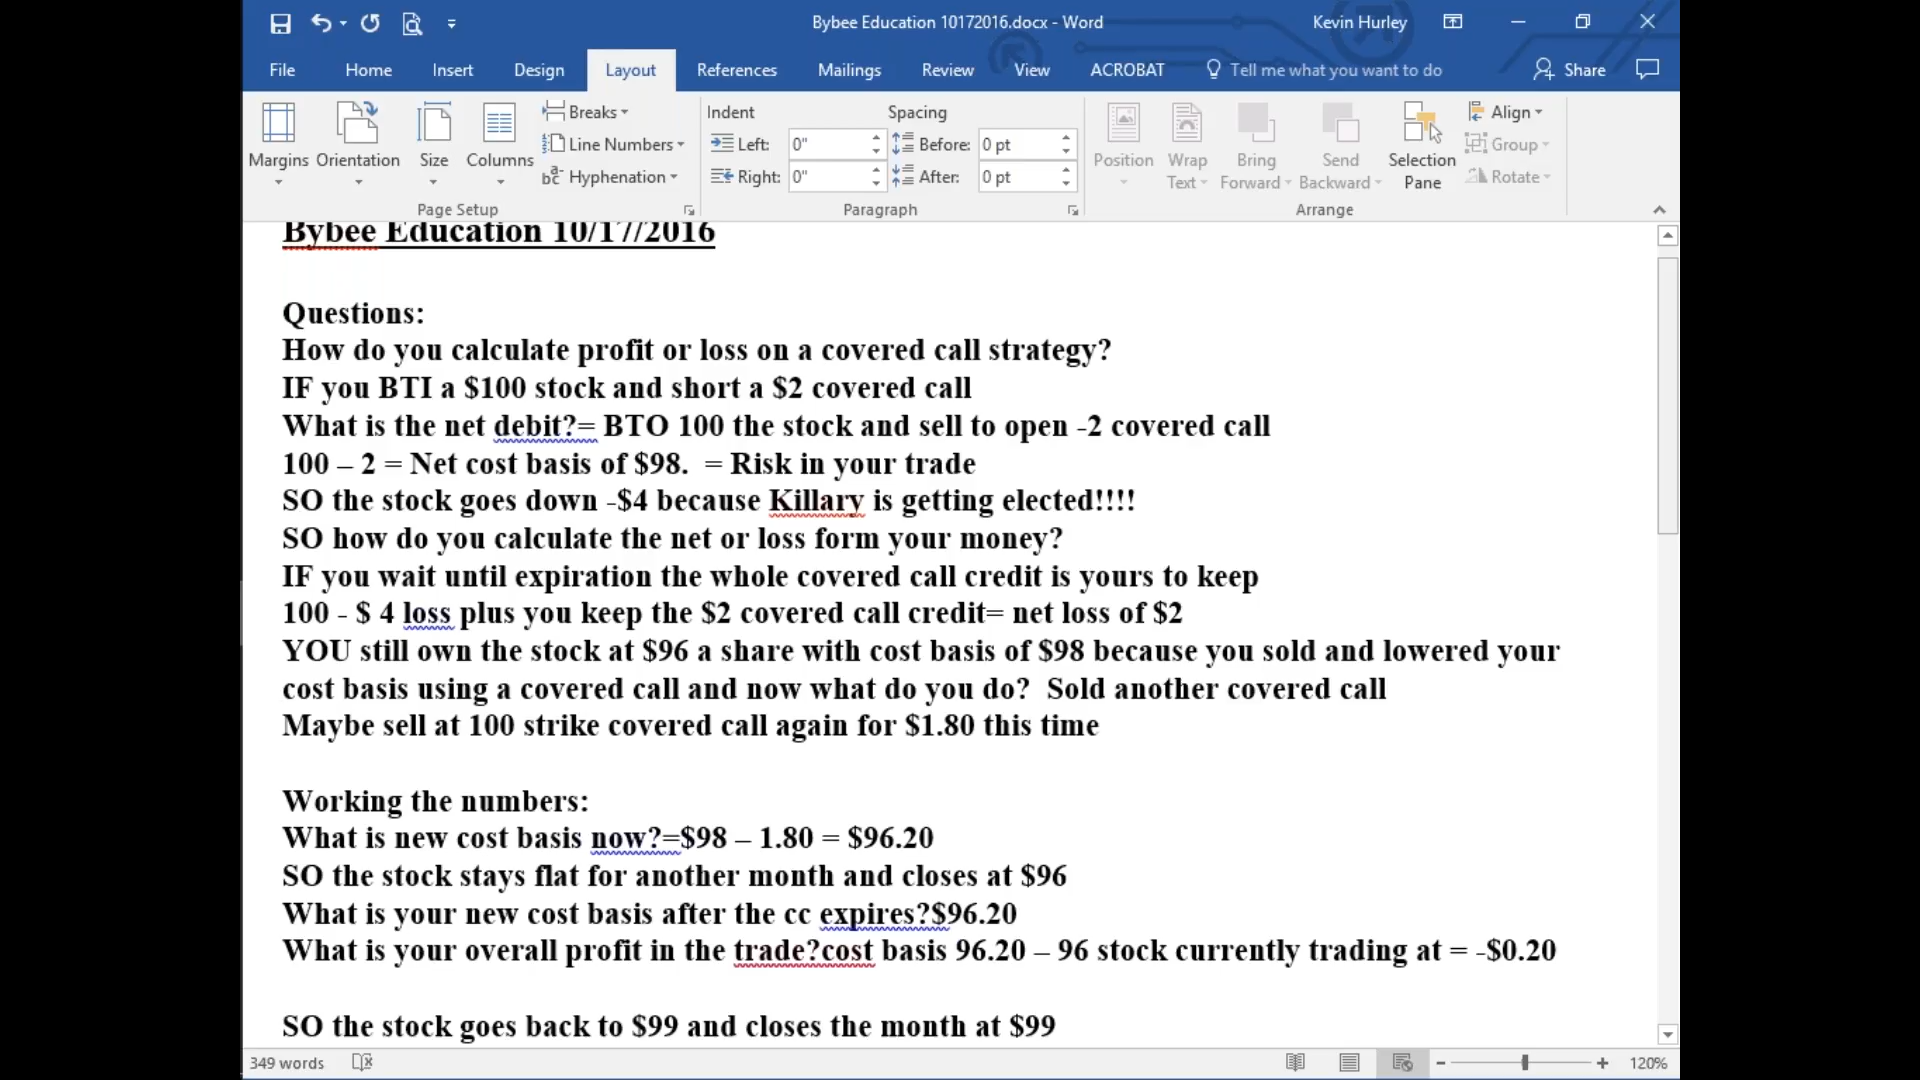 Bybee Education 10172016.docx - Word
Kevin Hurley
File Home Insert Design Layout References Mailings Review View ACROBAT Tell me what you want to do Share
Margins
Orientation
Size
Columns
Breaks
Line Numbers
Hyphenation
Page Setup
Indent
Left: 0"
Right: 0"
Spacing
Before: 0 pt
After: 0 pt
Paragraph
Position
Wrap
Text
Bring
Forward
Send
Backward
Selection
Pane
Align
Group
Rotate
Arrange
Bybee Education 10/17//2016
Questions:
How do you calculate profit or loss on a covered call strategy?
IF you BTI a $100 stock and short a $2 covered call
What is the net debit?= BTO 100 the stock and sell to open -2 covered call
100 – 2 = Net cost basis of $98.  = Risk in your trade
SO the stock goes down -$4 because Killary is getting elected!!!!
SO how do you calculate the net or loss form your money?
IF you wait until expiration the whole covered call credit is yours to keep
100 - $ 4 loss plus you keep the $2 covered call credit= net loss of $2
YOU still own the stock at $96 a share with cost basis of $98 because you sold and lowered your
cost basis using a covered call and now what do you do?  Sold another covered call
Maybe sell at 100 strike covered call again for $1.80 this time
Working the numbers:
What is new cost basis now?=$98 – 1.80 = $96.20
SO the stock stays flat for another month and closes at $96
What is your new cost basis after the cc expires?$96.20
What is your overall profit in the trade?cost basis 96.20 – 96 stock currently trading at = -$0.20
SO the stock goes back to $99 and closes the month at $99
349 words
120%